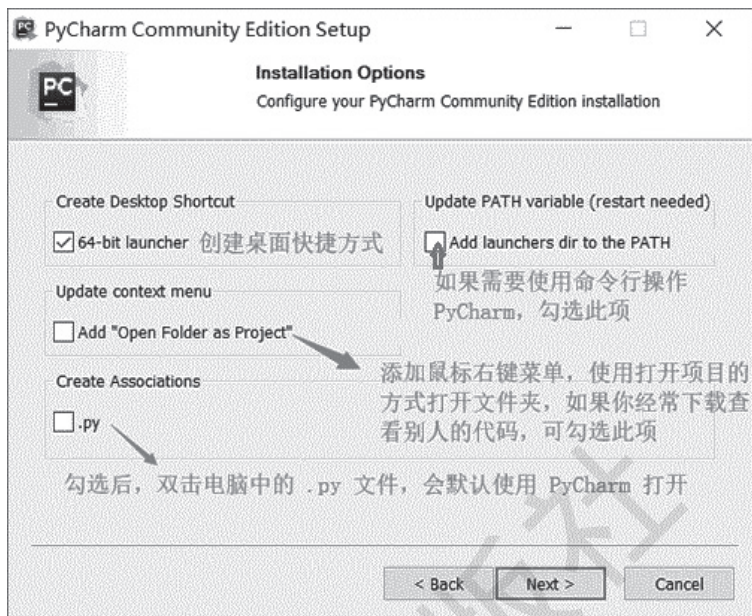 PyCharm Community Edition Setup
PC
Installation Options
Configure your PyCharm Community Edition installation
Create Desktop Shortcut
64-bit launcher 创建桌面快捷方式
Update PATH variable (restart needed)
Add launchers dir to the PATH
如果需要使用命令行操作
PyCharm，勾选此项
Update context menu
Add "Open Folder as Project"
添加鼠标右键菜单，使用打开项目的
方式打开文件夹，如果你经常下载查
看别人的代码，可勾选此项
Create Associations
.py
勾选后，双击电脑中的 .py 文件，会默认使用 PyCharm 打开
< Back
Next >
Cancel
版社